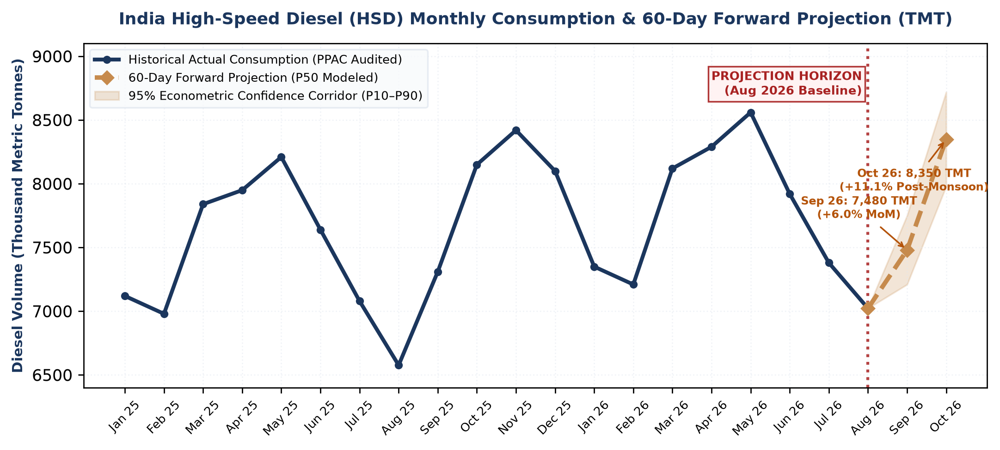 India High-Speed Diesel (HSD) Monthly Consumption & 60-Day Forward Projection (TMT)
Diesel Volume (Thousand Metric Tonnes)
9000
8500
8000
7500
7000
6500
Historical Actual Consumption (PPAC Audited)
60-Day Forward Projection (P50 Modeled)
95% Econometric Confidence Corridor (P10–P90)
PROJECTION HORIZON
(Aug 2026 Baseline)
Oct 26: 8,350 TMT
(+11.1% Post-Monsoon)
Sep 26: 7,480 TMT
(+6.0% MoM)
Jan 25
Feb 25
Mar 25
Apr 25
May 25
Jun 25
Jul 25
Aug 25
Sep 25
Oct 25
Nov 25
Dec 25
Jan 26
Feb 26
Mar 26
Apr 26
May 26
Jun 26
Jul 26
Aug 26
Sep 26
Oct 26